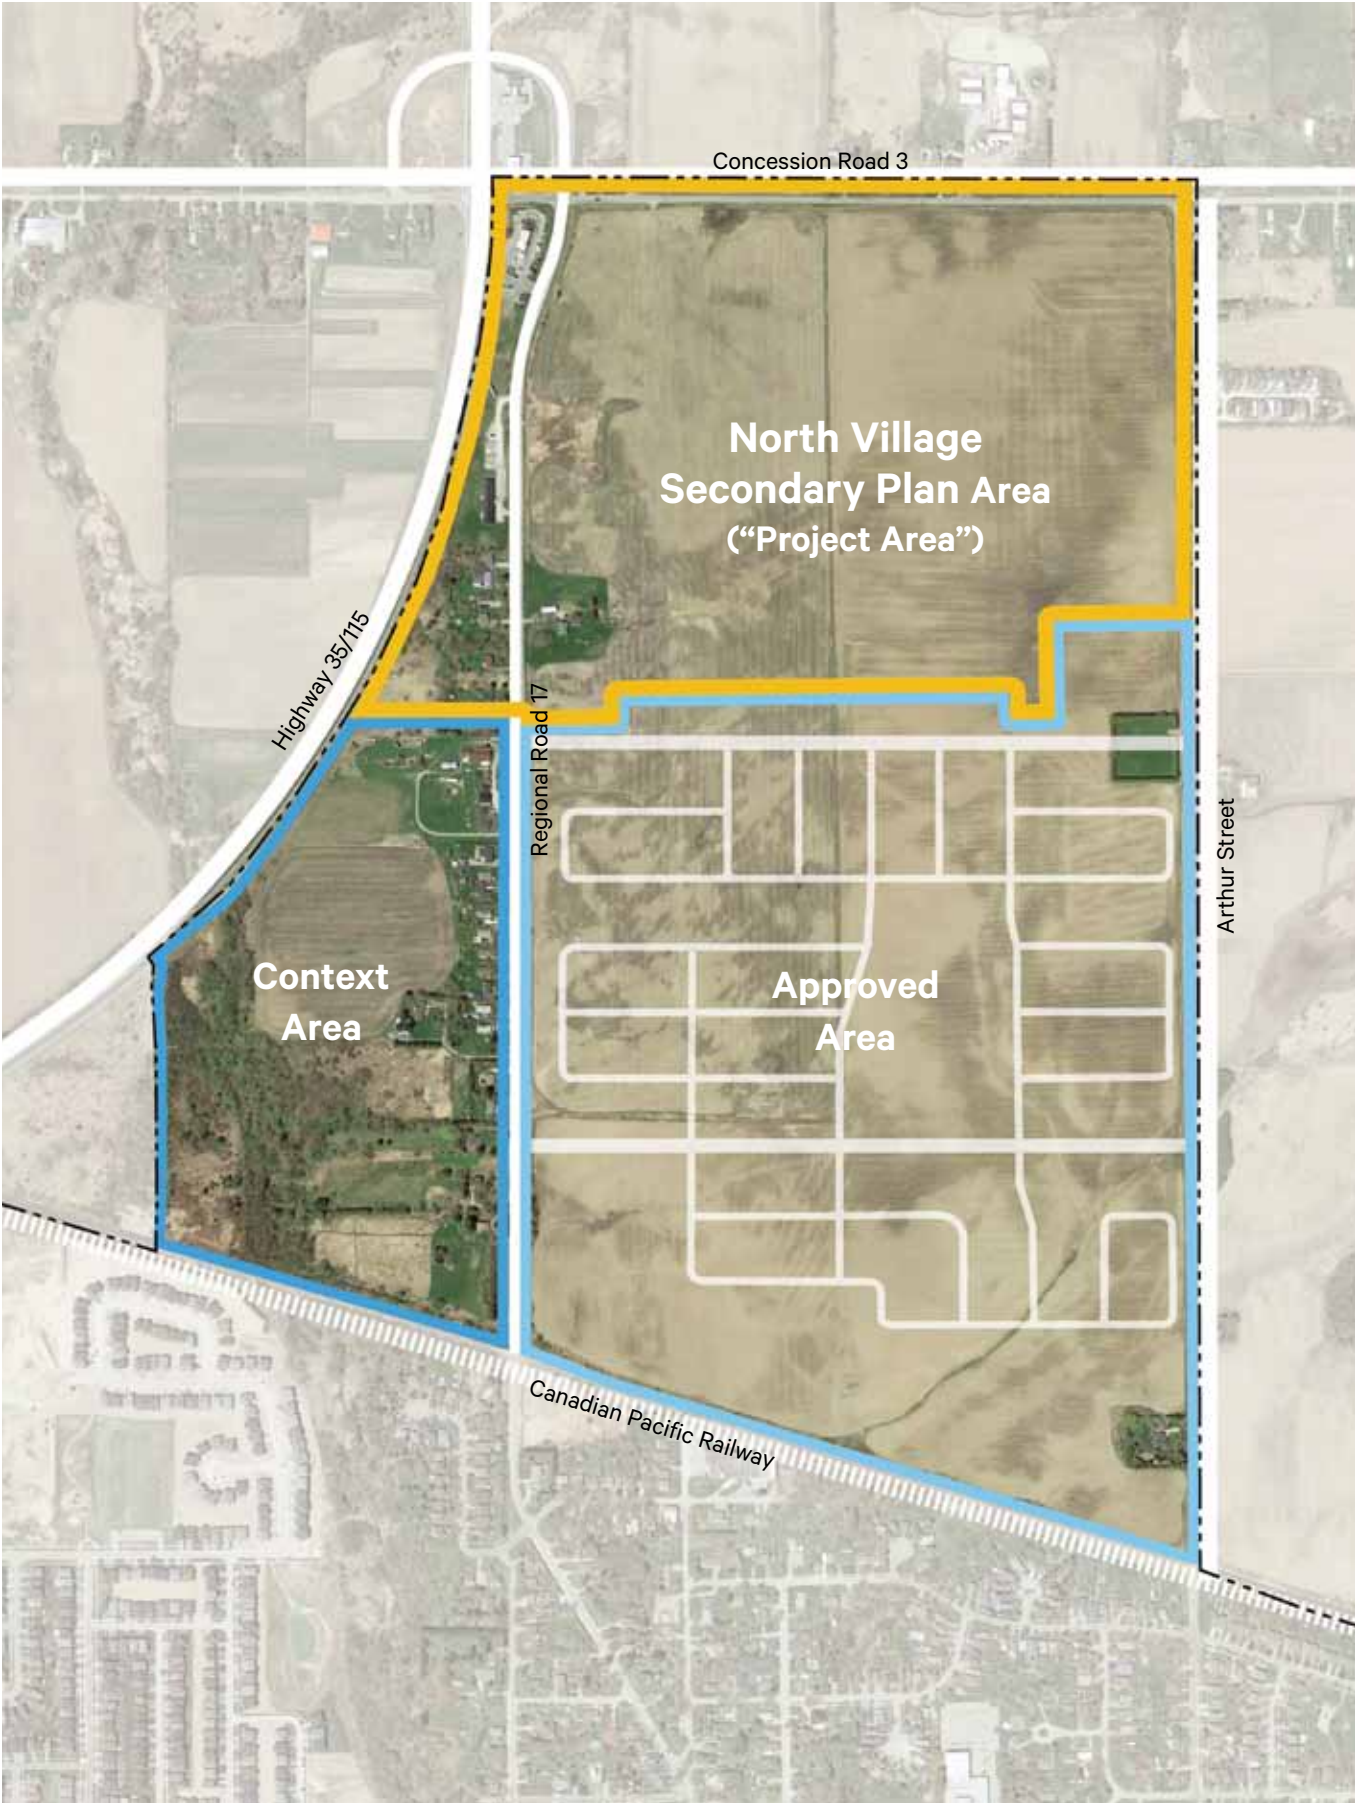 Concession Road 3
North Village
Secondary Plan Area
(“Project Area”)
Highway 35/115
Regional Road 17
Arthur Street
Context
Area
Approved
Area
Canadian Pacific Railway